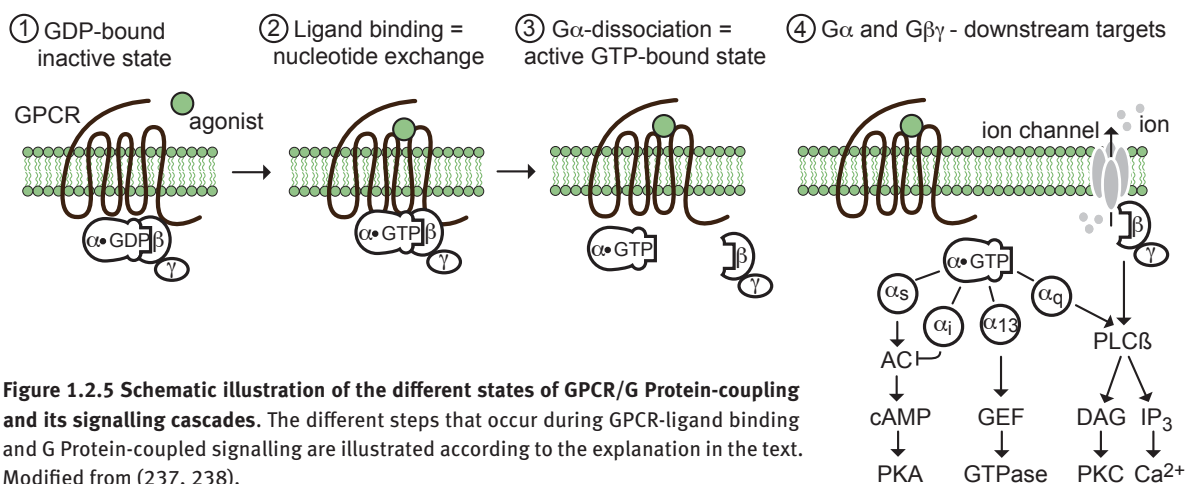 ① GDP-bound
inactive state
② Ligand binding =
nucleotide exchange
③ Gα-dissociation =
active GTP-bound state
④ Gα and Gβγ - downstream targets
GPCR
agonist
α• GDP
β
γ
α• GTP
β
γ
α• GTP
β
γ
ion channel
ion
β
γ
α• GTP
αs
αi
α13
αq
AC
PLCß
cAMP
GEF
DAG
IP3
PKA
GTPase
PKC
Ca2+
Figure 1.2.5 Schematic illustration of the different states of GPCR/G Protein-coupling
and its signalling cascades. The different steps that occur during GPCR-ligand binding
and G Protein-coupled signalling are illustrated according to the explanation in the text.
Modified from (237, 238).